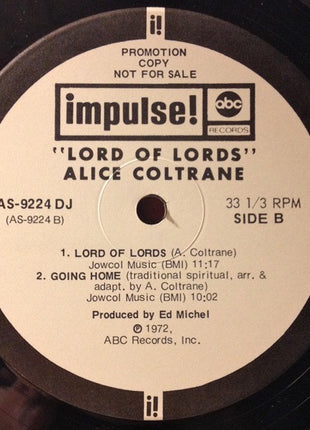 i!
PROMOTION
COPY
NOT FOR SALE
impulse! abc
RECORDS
"LORD OF LORDS"
ALICE COLTRANE
AS-9224 DJ 33 1/3 RPM
(AS-9224 B) SIDE B
1. LORD OF LORDS (A. Coltrane)
Jowcol Music (BMI) 11:17
2. GOING HOME (traditional spiritual, arr. &
adapt. by A. Coltrane)
Jowcol Music (BMI) 10:02
Produced by Ed Michel
℗ 1972,
ABC Records, Inc.
i!